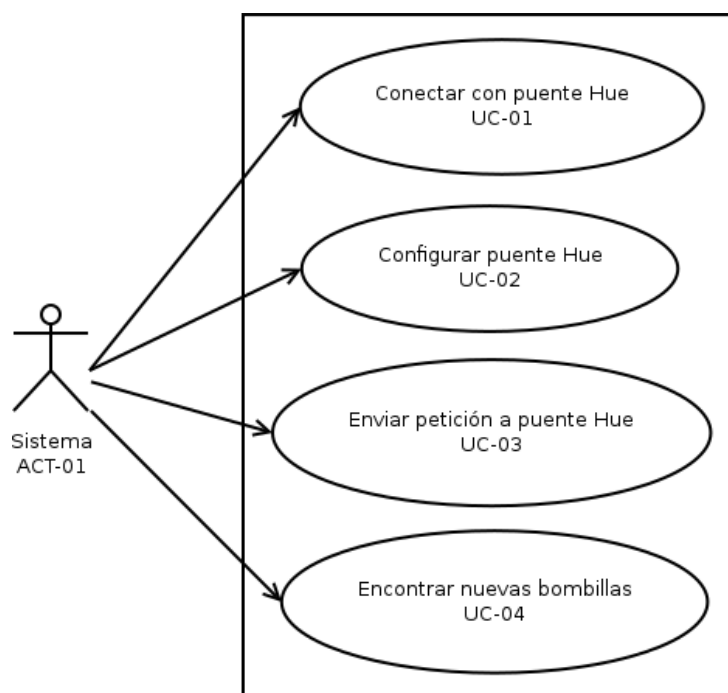 Conectar con puente Hue
UC-01
Configurar puente Hue
UC-02
Enviar petición a puente Hue
UC-03
Sistema
ACT-01
Encontrar nuevas bombillas
UC-04